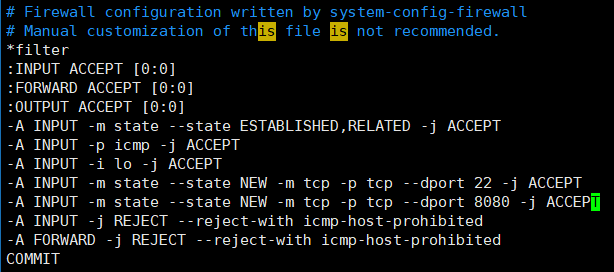 # Firewall configuration written by system-config-firewall
# Manual customization of this file is not recommended.
*filter
:INPUT ACCEPT [0:0]
:FORWARD ACCEPT [0:0]
:OUTPUT ACCEPT [0:0]
-A INPUT -m state --state ESTABLISHED,RELATED -j ACCEPT
-A INPUT -p icmp -j ACCEPT
-A INPUT -i lo -j ACCEPT
-A INPUT -m state --state NEW -m tcp -p tcp --dport 22 -j ACCEPT
-A INPUT -m state --state NEW -m tcp -p tcp --dport 8080 -j ACCEPT
-A INPUT -j REJECT --reject-with icmp-host-prohibited
-A FORWARD -j REJECT --reject-with icmp-host-prohibited
COMMIT